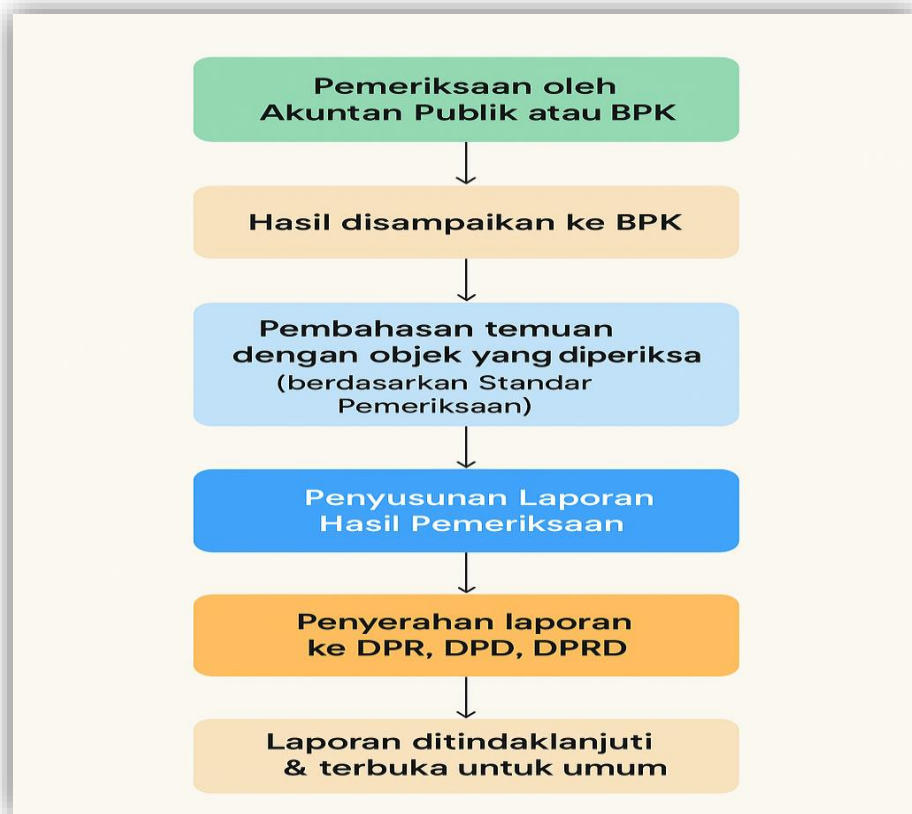 Pemeriksaan oleh
Akuntan Publik atau BPK
Hasil disampaikan ke BPK
Pembahasan temuan
dengan objek yang diperiksa
(berdasarkan Standar
Pemeriksaan)
Penyusunan Laporan
Hasil Pemeriksaan
Penyerahan laporan
ke DPR, DPD, DPRD
Laporan ditindaklanjuti
& terbuka untuk umum